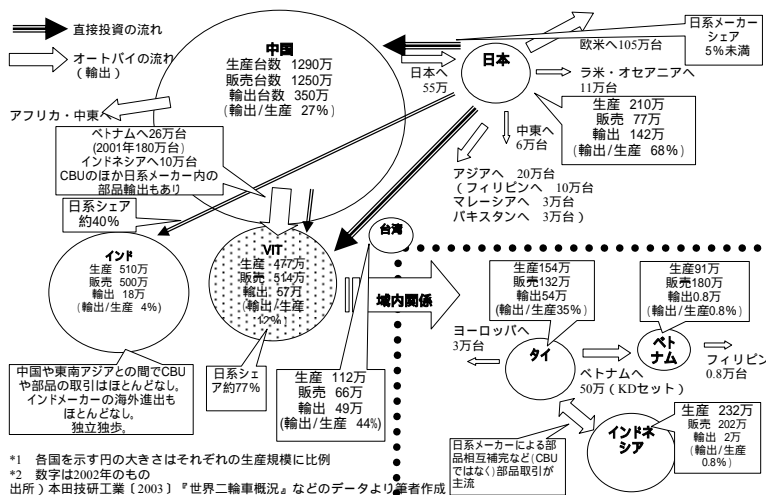 直接投資の流れ
オートバイの流れ
(輸出)
中国
生産台数 1290万
販売台数 1250万
輸出台数 350万
(輸出/生産 27%)
日本へ
55万
日本
欧米へ105万台
日系メーカー
シェア
5%未満
ラ米・オセアニアへ
11万台
生産 210万
販売 77万
輸出 142万
(輸出/生産 68%)
中東へ
6万台
アジアへ 20万台
(フィリピンへ 10万台
マレーシアへ 3万台
パキスタンへ 3万台)
アフリカ・中東へ
ベトナムへ26万台
(2001年180万台)
インドネシアへ10万台
CBUのほか日系メーカー内の
部品輸出もあり
日系シェア
約40%
インド
生産 510万
販売 500万
輸出 18万
(輸出/生産 4%)
VIT
生産 477万
販売 514万
輸出 57万
(輸出/生産
12%)
台湾
域内関係
中国や東南アジアとの間でCBU
や部品の取引はほとんどなし。
インドメーカーの海外進出も
ほとんどなし。
独立独歩。
日系シェ
ア約77%
生産 112万
販売 66万
輸出 49万
(輸出/生産 44%)
生産154万
販売132万
輸出54万
(輸出/生産35%)
生産91万
販売180万
輸出0.8万
(輸出/生産0.8%)
ヨーロッパへ
3万台
タイ
ベト
ナム
フィリピン
0.8万台
ベトナムへ
50万(KDセット)
日系メーカーによる部
品相互補完など(CBU
ではなく)部品取引が
主流
インドネ
シア
生産 232万
販売 202万
輸出 2万
(輸出/生産
0.8%)
*1 各国を示す円の大きさはそれぞれの生産規模に比例
*2 数字は2002年のもの
出所)本田技研工業〔2003〕『世界二輪車概況』などのデータより筆者作成